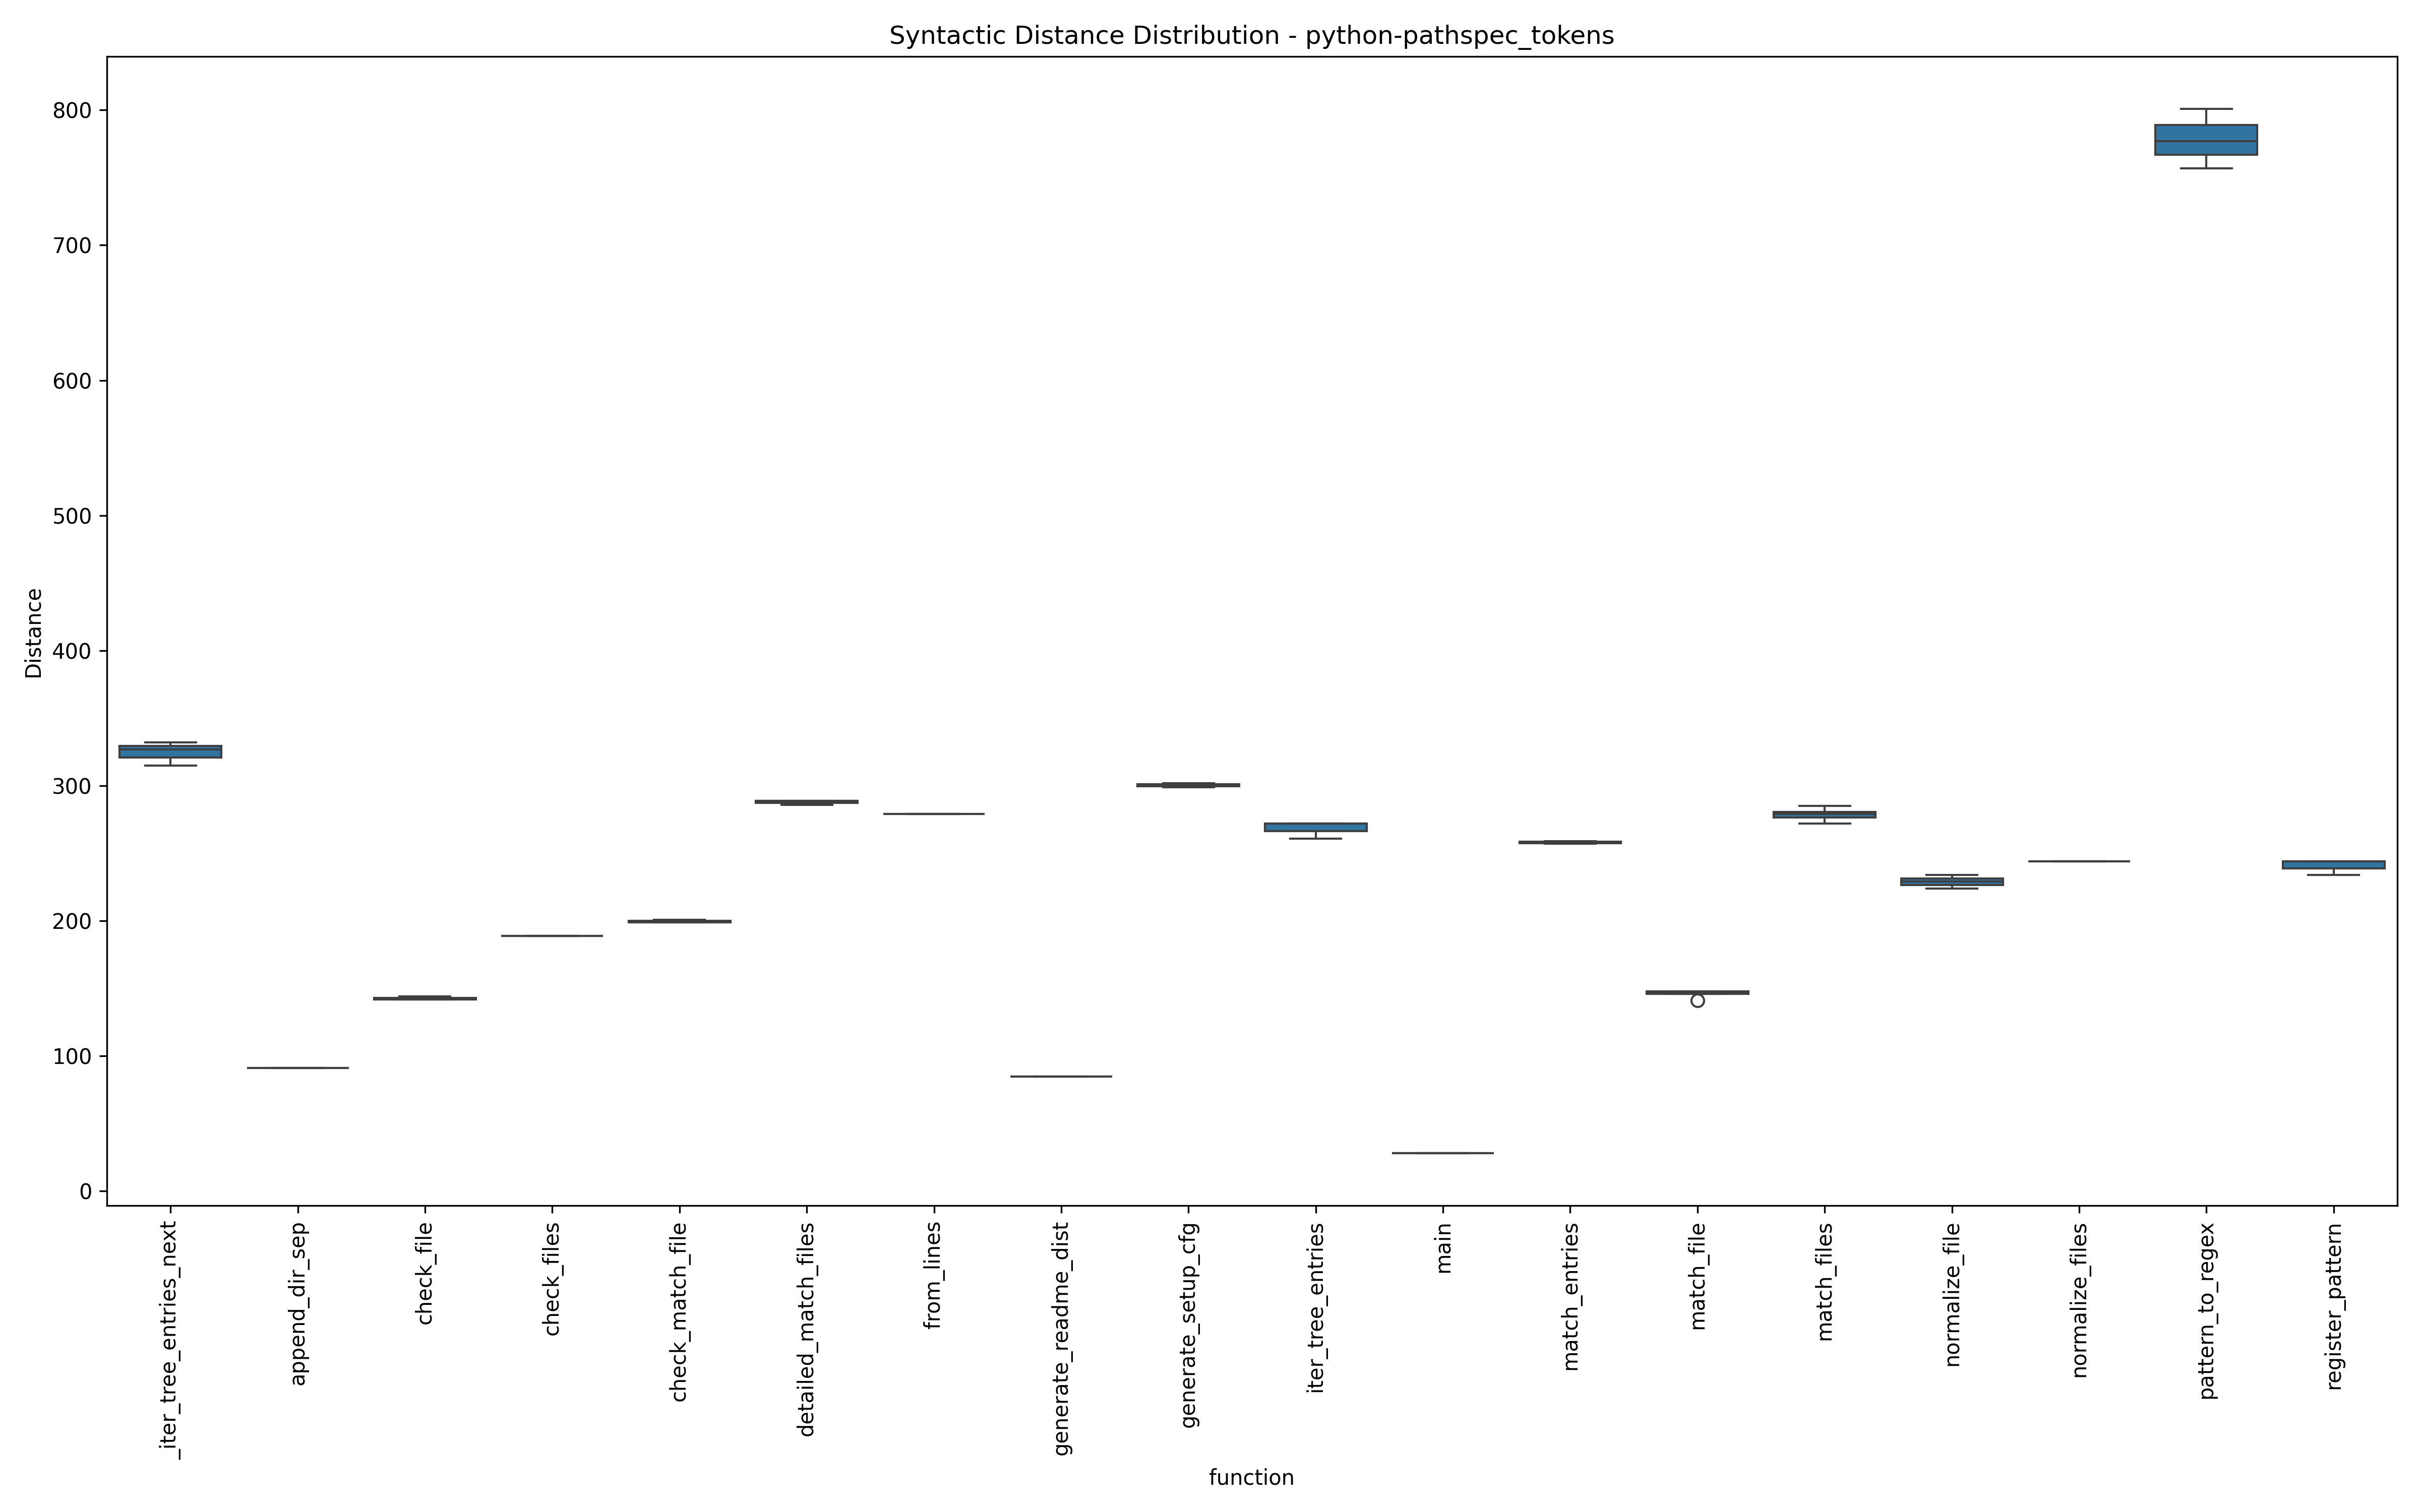 Syntactic Distance Distribution - python-pathspec_tokens
800
700
600
500
400
300
200
100
0
Distance
_iter_tree_entries_next
append_dir_sep
check_file
check_files
check_match_file
detailed_match_files
from_lines
generate_readme_dist
generate_setup_cfg
iter_tree_entries
main
match_entries
match_file
match_files
normalize_file
normalize_files
pattern_to_regex
register_pattern
function